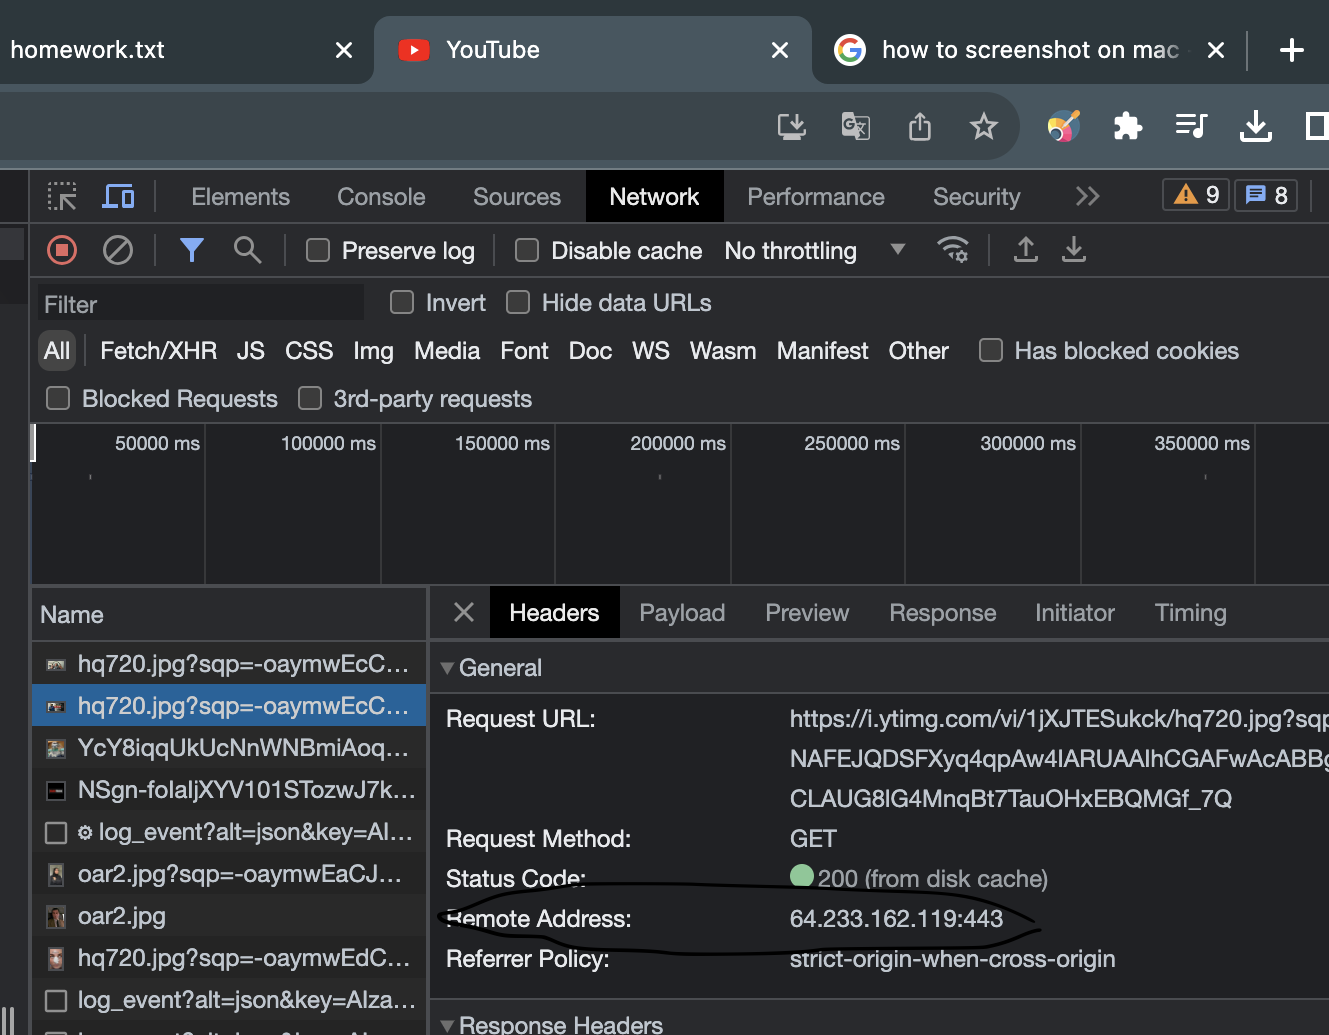 homework.txt YouTube how to screenshot on mac
Elements Console Sources Network Performance Security 9 8
Preserve log Disable cache No throttling
Filter Invert Hide data URLs
All Fetch/XHR JS CSS Img Media Font Doc WS Wasm Manifest Other Has blocked cookies
Blocked Requests 3rd-party requests
50000 ms 100000 ms 150000 ms 200000 ms 250000 ms 300000 ms 350000 ms
Name
hq720.jpg?sqp=-oaymwEcC...
hq720.jpg?sqp=-oaymwEcC...
YcY8iqqUkUcNnWNBmiAoq...
NSgn-foIaljXYV101STozwJ7k...
log_event?alt=json&key=AIza...
oar2.jpg?sqp=-oaymwEaCJ...
oar2.jpg
hq720.jpg?sqp=-oaymwEdC...
log_event?alt=json&key=AIza...
Headers Payload Preview Response Initiator Timing
General
Request URL: https://i.ytimg.com/vi/1jXJTESukck/hq720.jpg?sqp
NAFEJQDSFXyq4qpAw4IARUAAIhCGAFwAcABBg
CLAUG8lG4MnqBt7TauOHxEBQMGf_7Q
Request Method: GET
Status Code: 200 (from disk cache)
Remote Address: 64.233.162.119:443
Referrer Policy: strict-origin-when-cross-origin
Response Headers